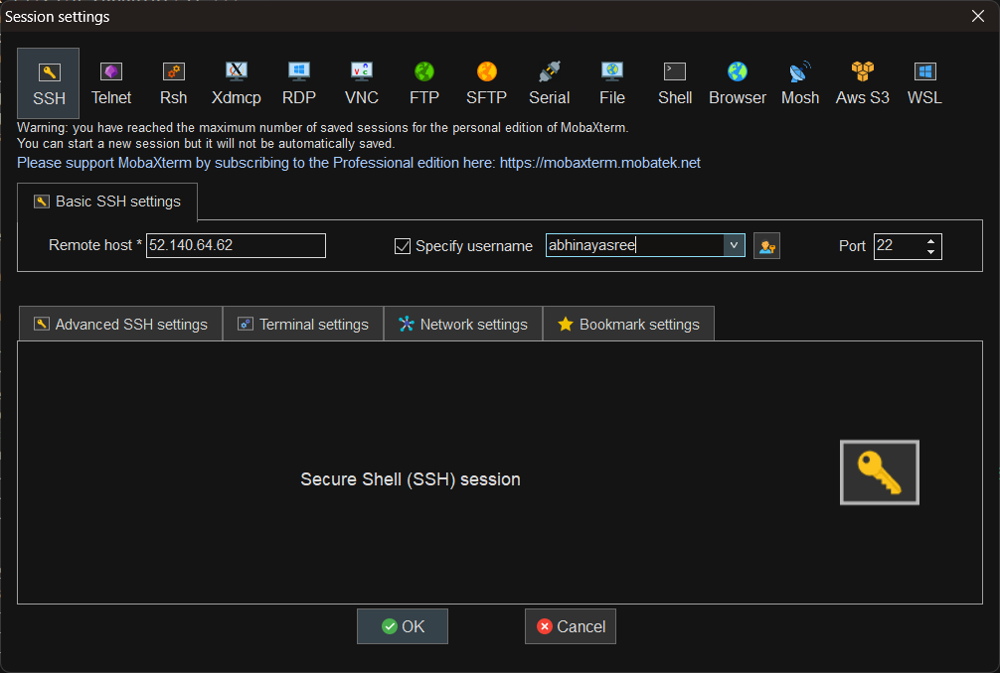 Session settings
SSH Telnet Rsh Xdmcp RDP VNC FTP SFTP Serial File Shell Browser Mosh Aws S3 WSL
Warning: you have reached the maximum number of saved sessions for the personal edition of MobaXterm.
You can start a new session but it will not be automatically saved.
Please support MobaXterm by subscribing to the Professional edition here: https://mobaxterm.mobatek.net
Basic SSH settings
Remote host * 52.140.64.62 Specify username abhinayasree Port 22
Advanced SSH settings Terminal settings Network settings Bookmark settings
Secure Shell (SSH) session
OK Cancel